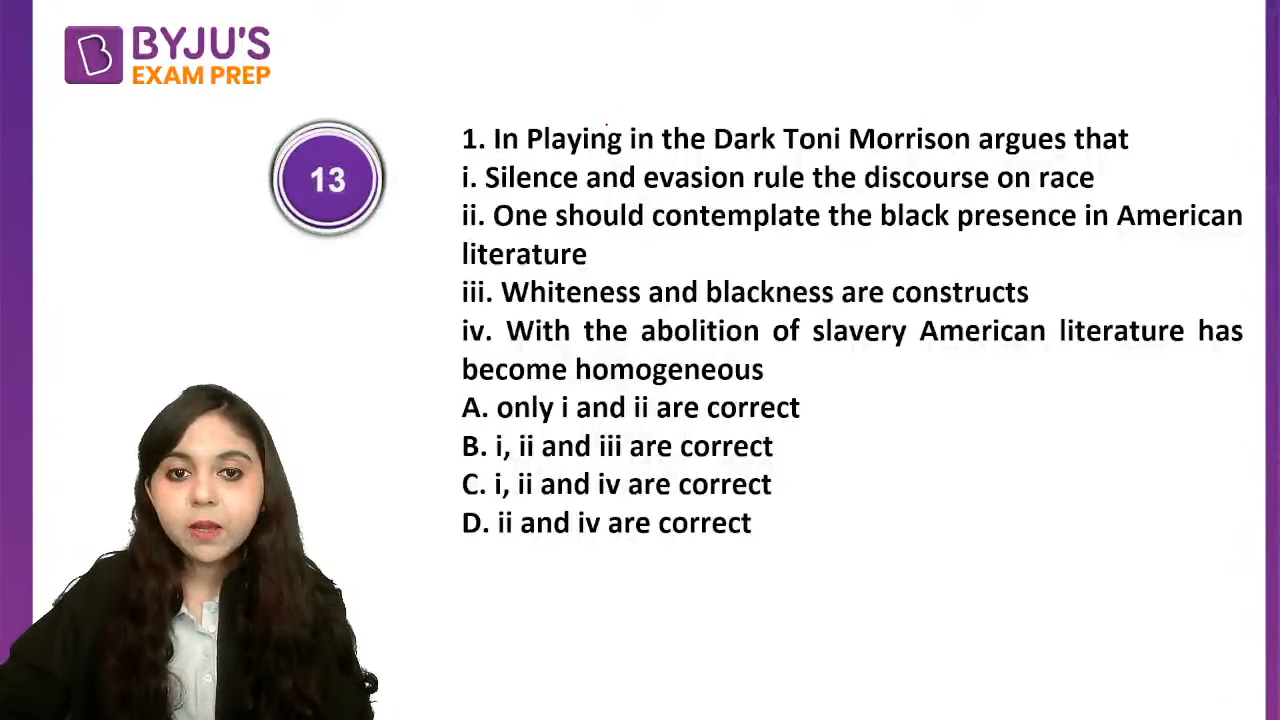 BYJU'S
EXAM PREP
13
1. In Playing in the Dark Toni Morrison argues that
i. Silence and evasion rule the discourse on race
ii. One should contemplate the black presence in American
literature
iii. Whiteness and blackness are constructs
iv. With the abolition of slavery American literature has
become homogeneous
A. only i and ii are correct
B. i, ii and iii are correct
C. i, ii and iv are correct
D. ii and iv are correct